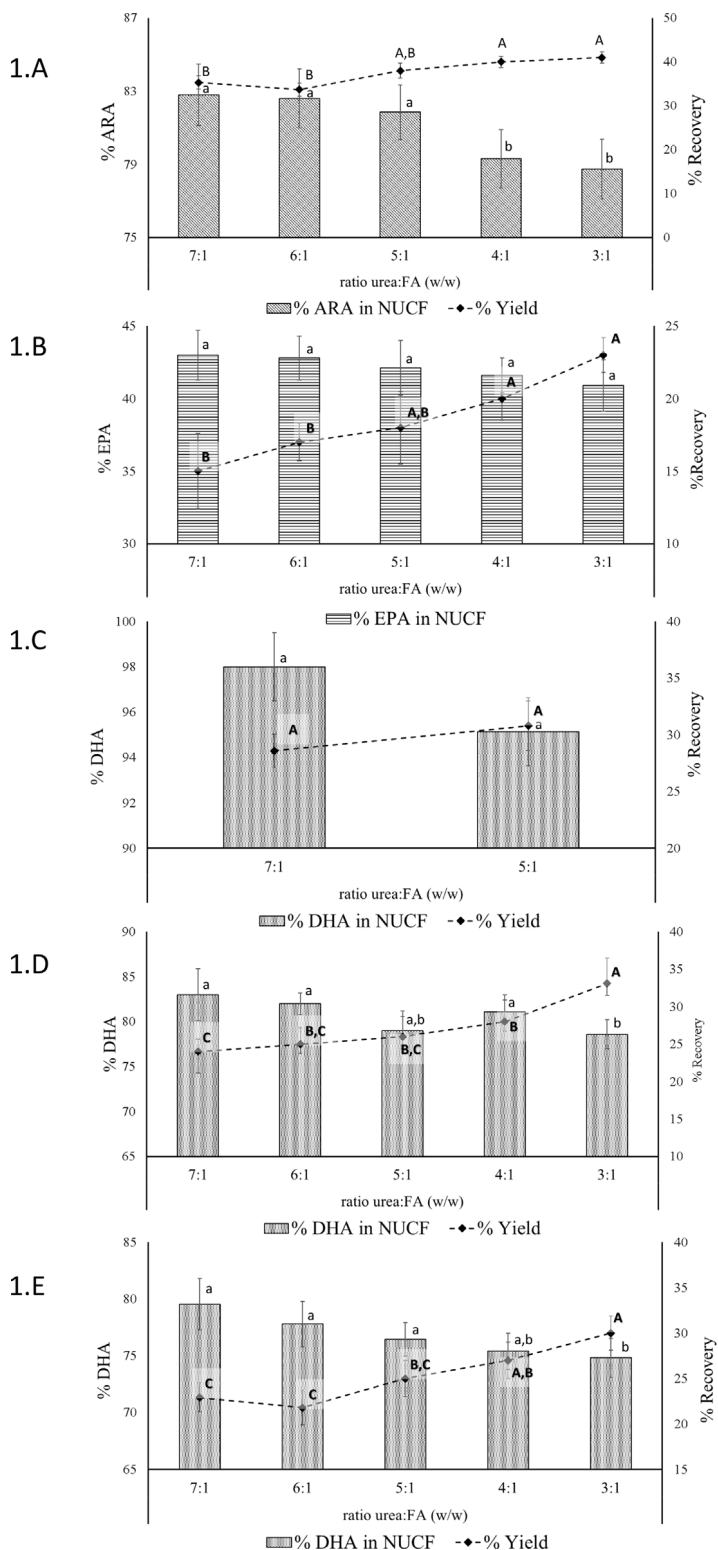 1.A
87
83
79
75
% ARA
50
40
30
20
10
0
% Recovery
B
B
A,B
A
A
a
a
a
b
b
7:1 6:1 5:1 4:1 3:1
ratio urea:FA (w/w)
% ARA in NUCF % Yield
1.B
45
40
35
30
% EPA
25
20
15
10
%Recovery
a
a
a
a
a
B
B
A,B
A
A
7:1 6:1 5:1 4:1 3:1
ratio urea:FA (w/w)
% EPA in NUCF
1.C
100
98
96
94
92
90
% DHA
40
35
30
25
20
% Recovery
a
a
A
A
7:1 5:1
ratio urea:FA (w/w)
% DHA in NUCF % Yield
1.D
90
85
80
75
70
65
% DHA
40
35
30
25
20
15
10
% Recovery
a
a
a,b
a
b
C
B,C
B,C
B
A
7:1 6:1 5:1 4:1 3:1
ratio urea:FA (w/w)
% DHA in NUCF % Yield
1.E
85
80
75
70
65
% DHA
40
35
30
25
20
15
% Recovery
a
a
a
a,b
b
C
C
B,C
A,B
A
7:1 6:1 5:1 4:1 3:1
ratio urea:FA (w/w)
% DHA in NUCF % Yield